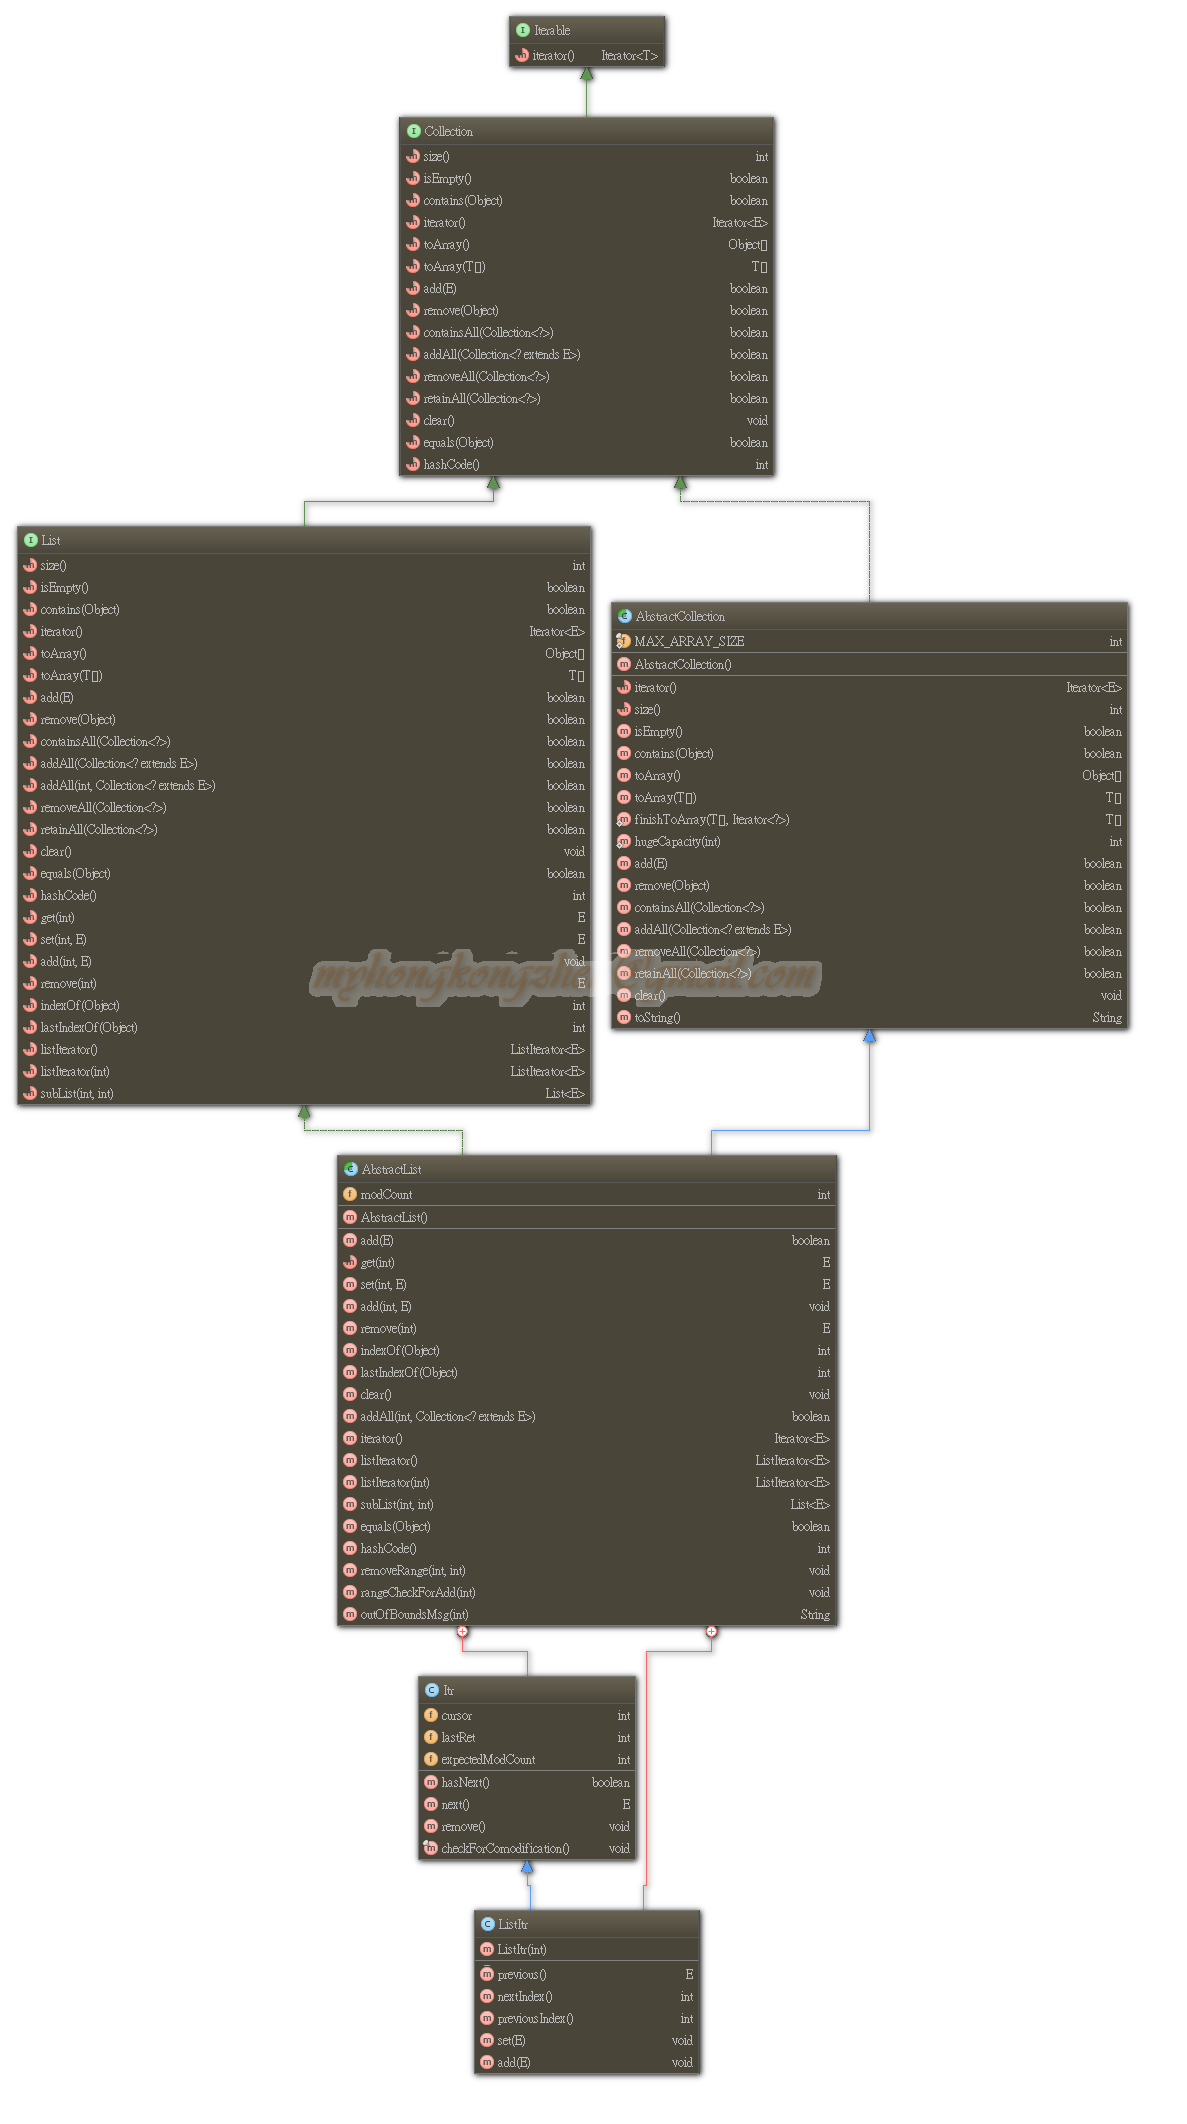 Iterable
iterator() Iterator<T>
Collection
size() int
isEmpty() boolean
contains(Object) boolean
iterator() Iterator<E>
toArray() Object[]
toArray(T[]) T[]
add(E) boolean
remove(Object) boolean
containsAll(Collection<?>) boolean
addAll(Collection<? extends E>) boolean
removeAll(Collection<?>) boolean
retainAll(Collection<?>) boolean
clear() void
equals(Object) boolean
hashCode() int
List
size() int
isEmpty() boolean
contains(Object) boolean
iterator() Iterator<E>
toArray() Object[]
toArray(T[]) T[]
add(E) boolean
remove(Object) boolean
containsAll(Collection<?>) boolean
addAll(Collection<? extends E>) boolean
addAll(int, Collection<? extends E>) boolean
removeAll(Collection<?>) boolean
retainAll(Collection<?>) boolean
clear() void
equals(Object) boolean
hashCode() int
get(int) E
set(int, E) E
add(int, E) void
remove(int) E
indexOf(Object) int
lastIndexOf(Object) int
listIterator() ListIterator<E>
listIterator(int) ListIterator<E>
subList(int, int) List<E>
AbstractCollection
MAX_ARRAY_SIZE int
AbstractCollection()
iterator() Iterator<E>
size() int
isEmpty() boolean
contains(Object) boolean
toArray() Object[]
toArray(T[]) T[]
finishToArray(T[], Iterator<?>) T[]
hugeCapacity(int) int
add(E) boolean
remove(Object) boolean
containsAll(Collection<?>) boolean
addAll(Collection<? extends E>) boolean
removeAll(Collection<?>) boolean
retainAll(Collection<?>) boolean
clear() void
toString() String
AbstractList
modCount int
AbstractList()
add(E) boolean
get(int) E
set(int, E) E
add(int, E) void
remove(int) E
indexOf(Object) int
lastIndexOf(Object) int
clear() void
addAll(int, Collection<? extends E>) boolean
iterator() Iterator<E>
listIterator() ListIterator<E>
listIterator(int) ListIterator<E>
subList(int, int) List<E>
equals(Object) boolean
hashCode() int
removeRange(int, int) void
rangeCheckForAdd(int) void
outOfBoundsMsg(int) String
Itr
cursor int
lastRet int
expectedModCount int
hasNext() boolean
next() E
remove() void
checkForComodification() void
ListItr
ListItr(int)
previous() E
nextIndex() int
previousIndex() int
set(E) void
add(E) void